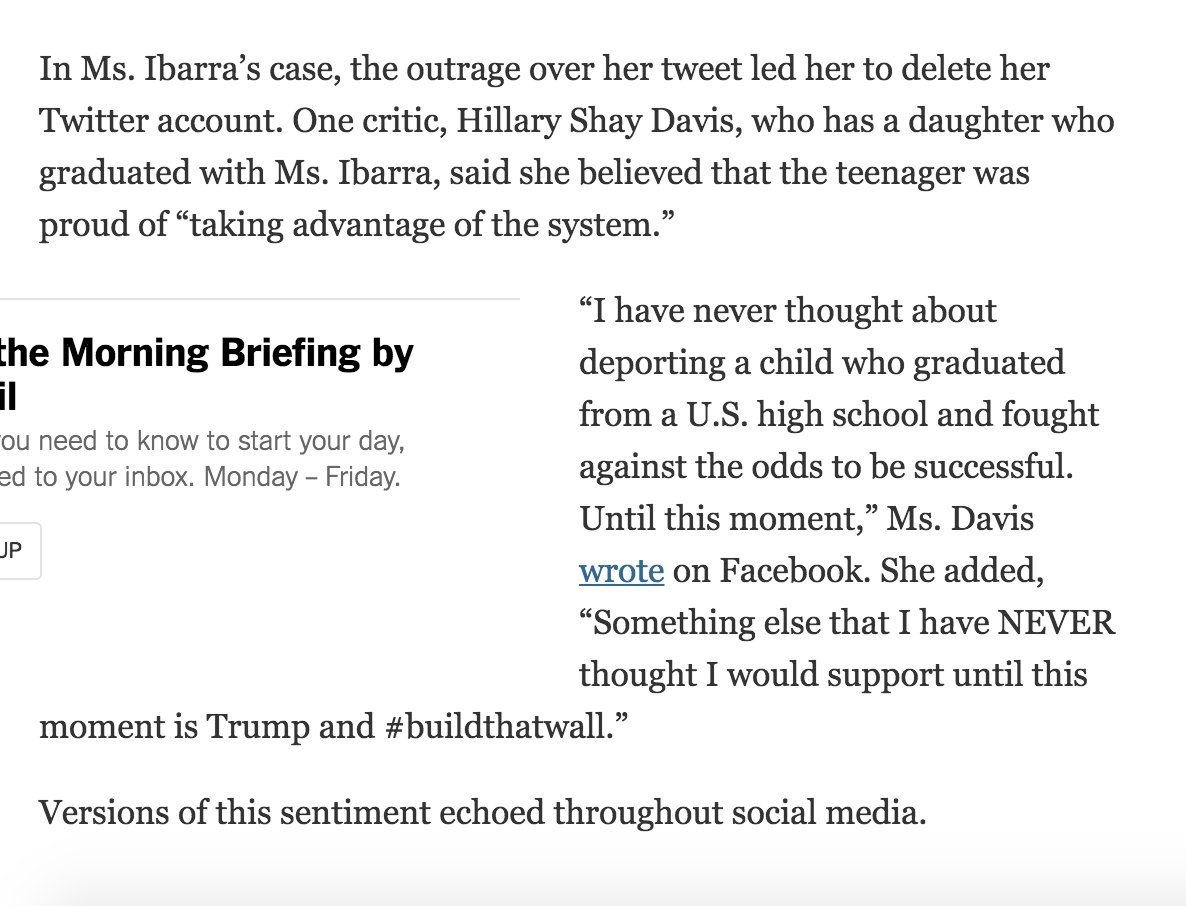 In Ms. Ibarra’s case, the outrage over her tweet led her to delete her
Twitter account. One critic, Hillary Shay Davis, who has a daughter who
graduated with Ms. Ibarra, said she believed that the teenager was
proud of “taking advantage of the system.”
the Morning Briefing by
il
ou need to know to start your day,
ed to your inbox. Monday – Friday.
UP
“I have never thought about
deporting a child who graduated
from a U.S. high school and fought
against the odds to be successful.
Until this moment,” Ms. Davis
wrote on Facebook. She added,
“Something else that I have NEVER
thought I would support until this
moment is Trump and #buildthatwall.”
Versions of this sentiment echoed throughout social media.